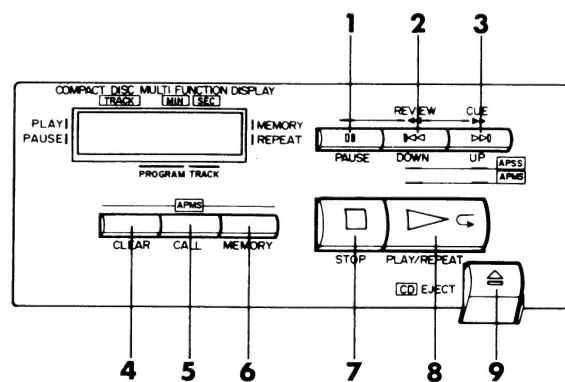 1 2 3
COMPACT DISC MULTI FUNCTION DISPLAY
TRACK MIN SEC
PLAY
PAUSE
MEMORY
REPEAT
PROGRAM TRACK
REVIEW CUE
PAUSE DOWN UP
APSS
APMS
APMS
CLEAR CALL MEMORY
STOP PLAY/REPEAT
CD EJECT
4 5 6 7 8 9